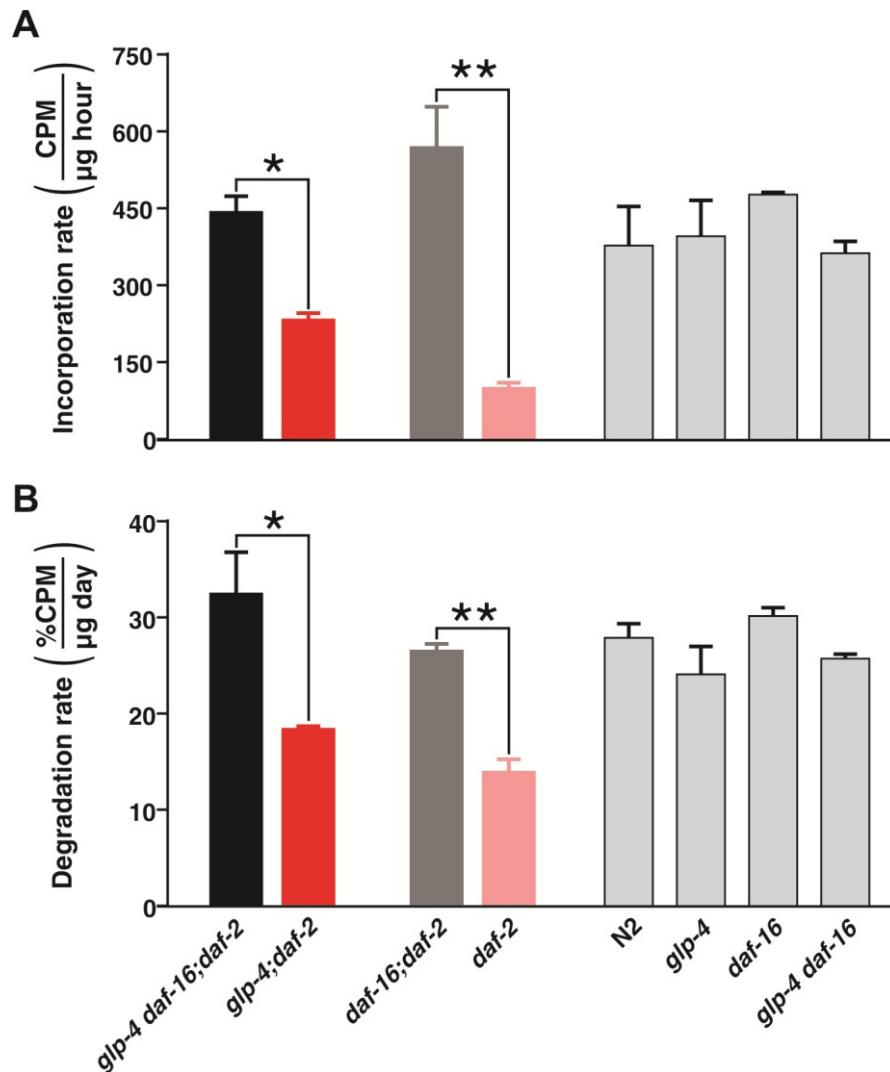 A
Incorporation rate (CPM / µg hour)
750
600
450
300
150
0
*
**
B
Degradation rate (%CPM / µg day)
40
30
20
10
0
*
**
glp-4 daf-16;daf-2
glp-4;daf-2
daf-16;daf-2
daf-2
N2
glp-4
daf-16
glp-4 daf-16